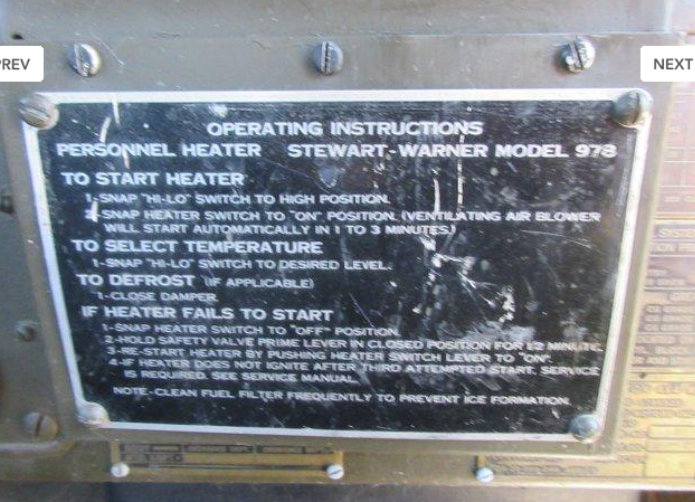 PREV
NEXT
OPERATING INSTRUCTIONS
PERSONNEL HEATER STEWART-WARNER MODEL 978
TO START HEATER
1-SNAP "HI-LO" SWITCH TO HIGH POSITION.
2-SNAP HEATER SWITCH TO "ON" POSITION. (VENTILATING AIR BLOWER
WILL START AUTOMATICALLY IN 1 TO 3 MINUTES.)
TO SELECT TEMPERATURE
1-SNAP "HI-LO" SWITCH TO DESIRED LEVEL.
TO DEFROST (IF APPLICABLE)
1-CLOSE DAMPER.
IF HEATER FAILS TO START
1-SNAP HEATER SWITCH TO "OFF" POSITION.
2-HOLD SAFETY VALVE PRIME LEVER IN CLOSED POSITION FOR 1/2 MINUTE.
3-RE-START HEATER BY PUSHING HEATER SWITCH LEVER TO "ON".
4-IF HEATER DOES NOT IGNITE AFTER THIRD ATTEMPTED START, SERVICE
IS REQUIRED. SEE SERVICE MANUAL.
NOTE-CLEAN FUEL FILTER FREQUENTLY TO PREVENT ICE FORMATION.